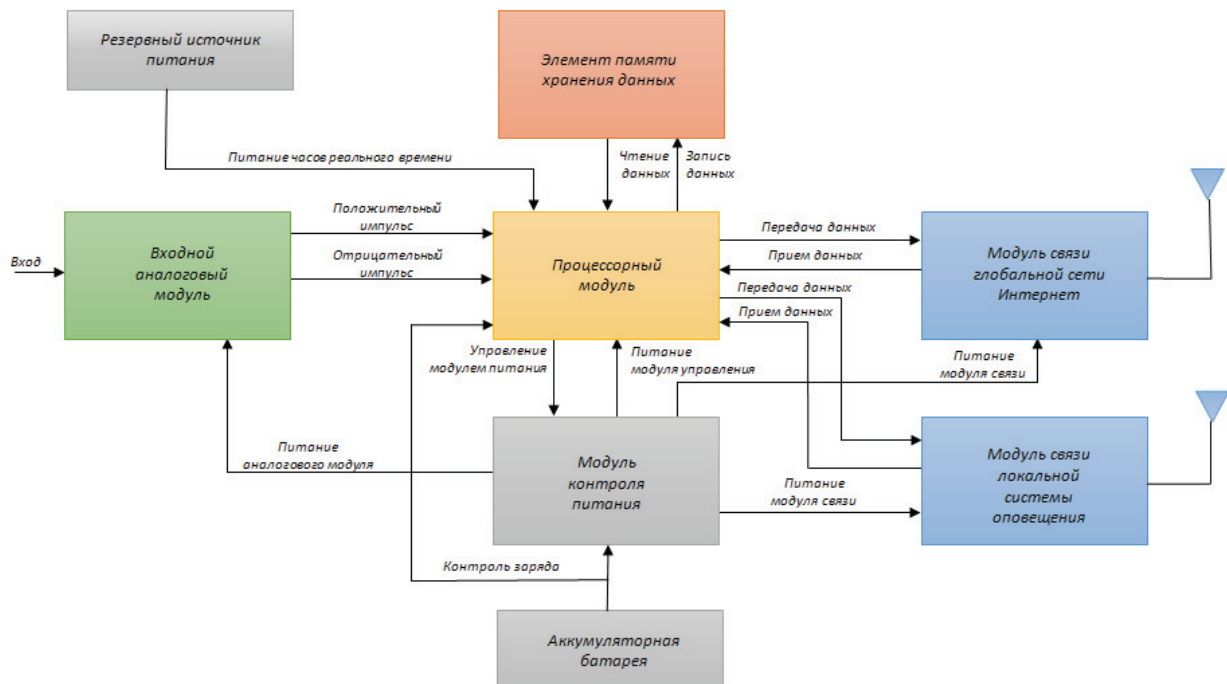 Резервный источник
питания
Элемент памяти
хранения данных
Питание часов реального времени
Чтение
данных
Запись
данных
Вход
Входной
аналоговый
модуль
Положительный
импульс
Отрицательный
импульс
Процессорный
модуль
Передача данных
Прием данных
Передача данных
Прием данных
Модуль связи
глобальной сети
Интернет
Управление
модулем питания
Питание
модуля управления
Питание
модуля связи
Питание
аналогового модуля
Модуль
контроля
питания
Питание
модуля связи
Модуль связи
локальной
системы
оповещения
Контроль заряда
Аккумуляторная
батарея